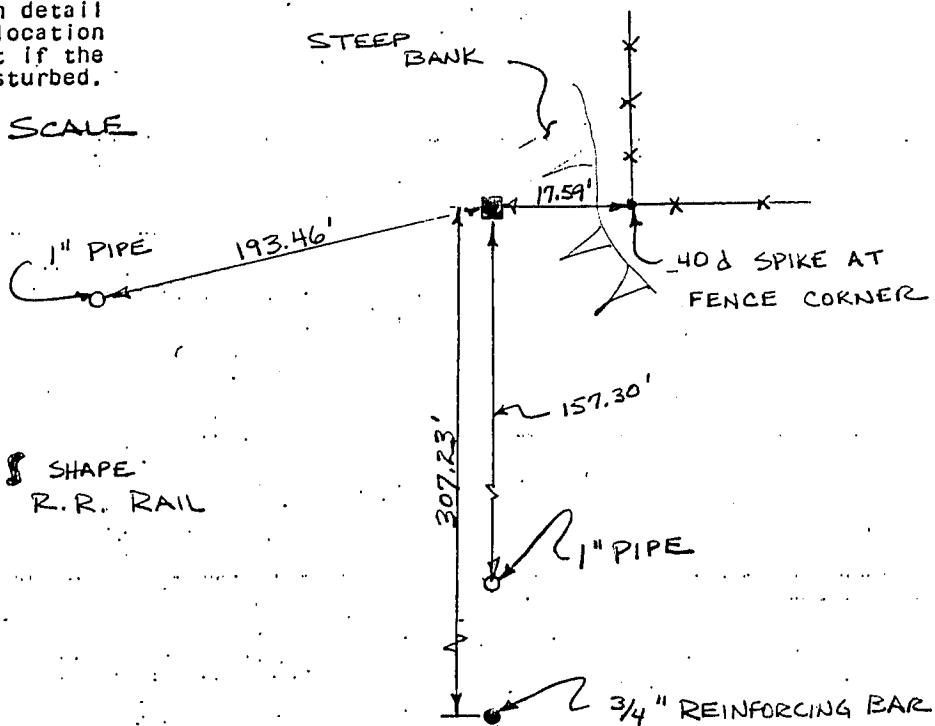 n detail
location
t if the
sturbed.
SCALE
STEEP
BANK
17.59'
193.46'
1" PIPE
40d SPIKE AT
FENCE CORNER
157.30'
307.23'
SHAPE
R.R. RAIL
1" PIPE
3/4" REINFORCING BAR